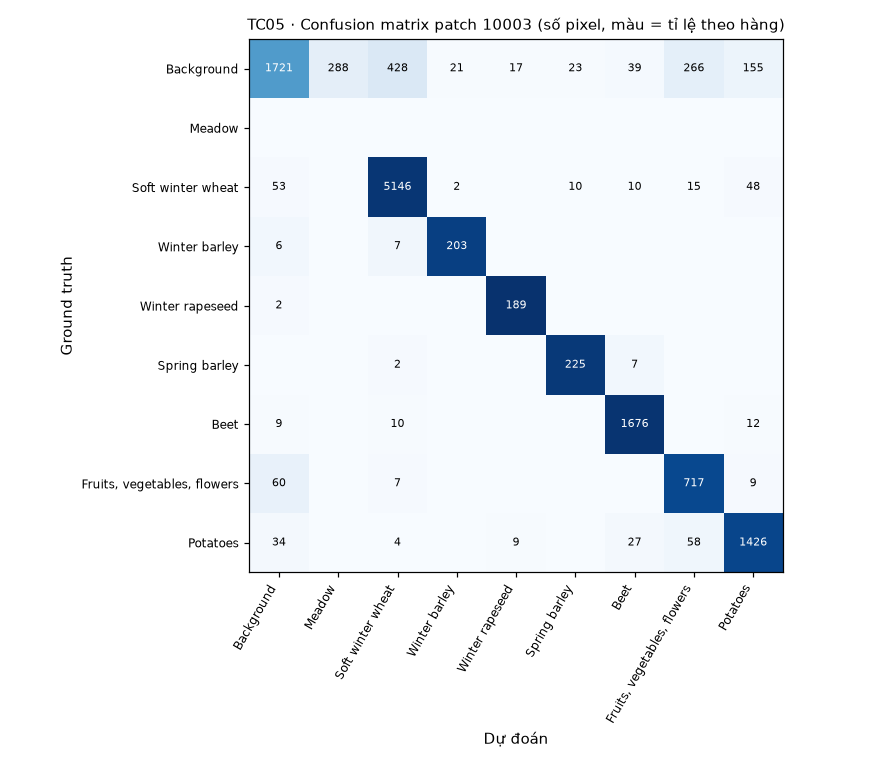 TC05 · Confusion matrix patch 10003 (số pixel, màu = tỉ lệ theo hàng)
Ground truth
Background 1721 288 428 21 17 23 39 266 155
Meadow
Soft winter wheat 53 5146 2 10 10 15 48
Winter barley 6 7 203
Winter rapeseed 2 189
Spring barley 2 225 7
Beet 9 10 1676 12
Fruits, vegetables, flowers 60 7 717 9
Potatoes 34 4 9 27 58 1426
Background
Meadow
Soft winter wheat
Winter barley
Winter rapeseed
Spring barley
Beet
Fruits, vegetables, flowers
Potatoes
Dự đoán